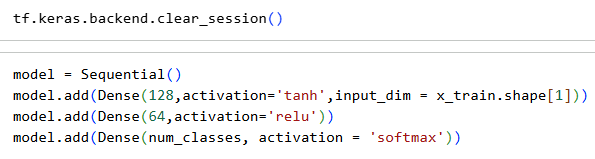 tf.keras.backend.clear_session()
model = Sequential()
model.add(Dense(128,activation='tanh',input_dim = x_train.shape[1]))
model.add(Dense(64,activation='relu'))
model.add(Dense(num_classes, activation = 'softmax'))